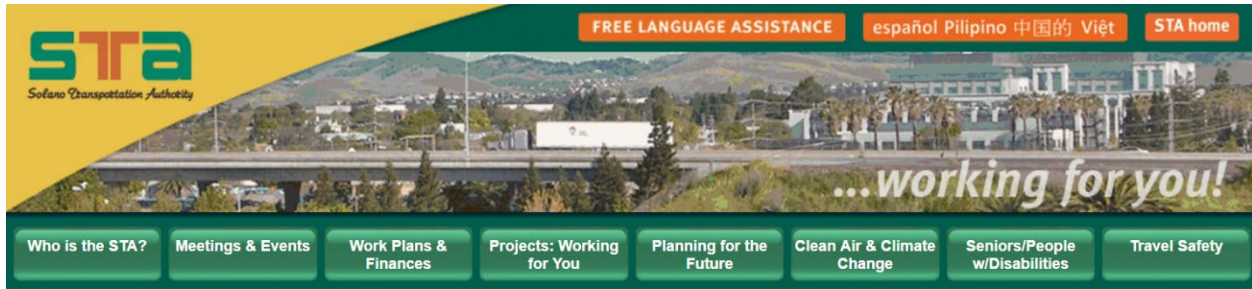 FREE LANGUAGE ASSISTANCE
español Pilipino 中国的 Việt
STA home
STA
Solano Transportation Authority
...working for you!
Who is the STA?
Meetings & Events
Work Plans &
Finances
Projects: Working
for You
Planning for the
Future
Clean Air & Climate
Change
Seniors/People
w/Disabilities
Travel Safety